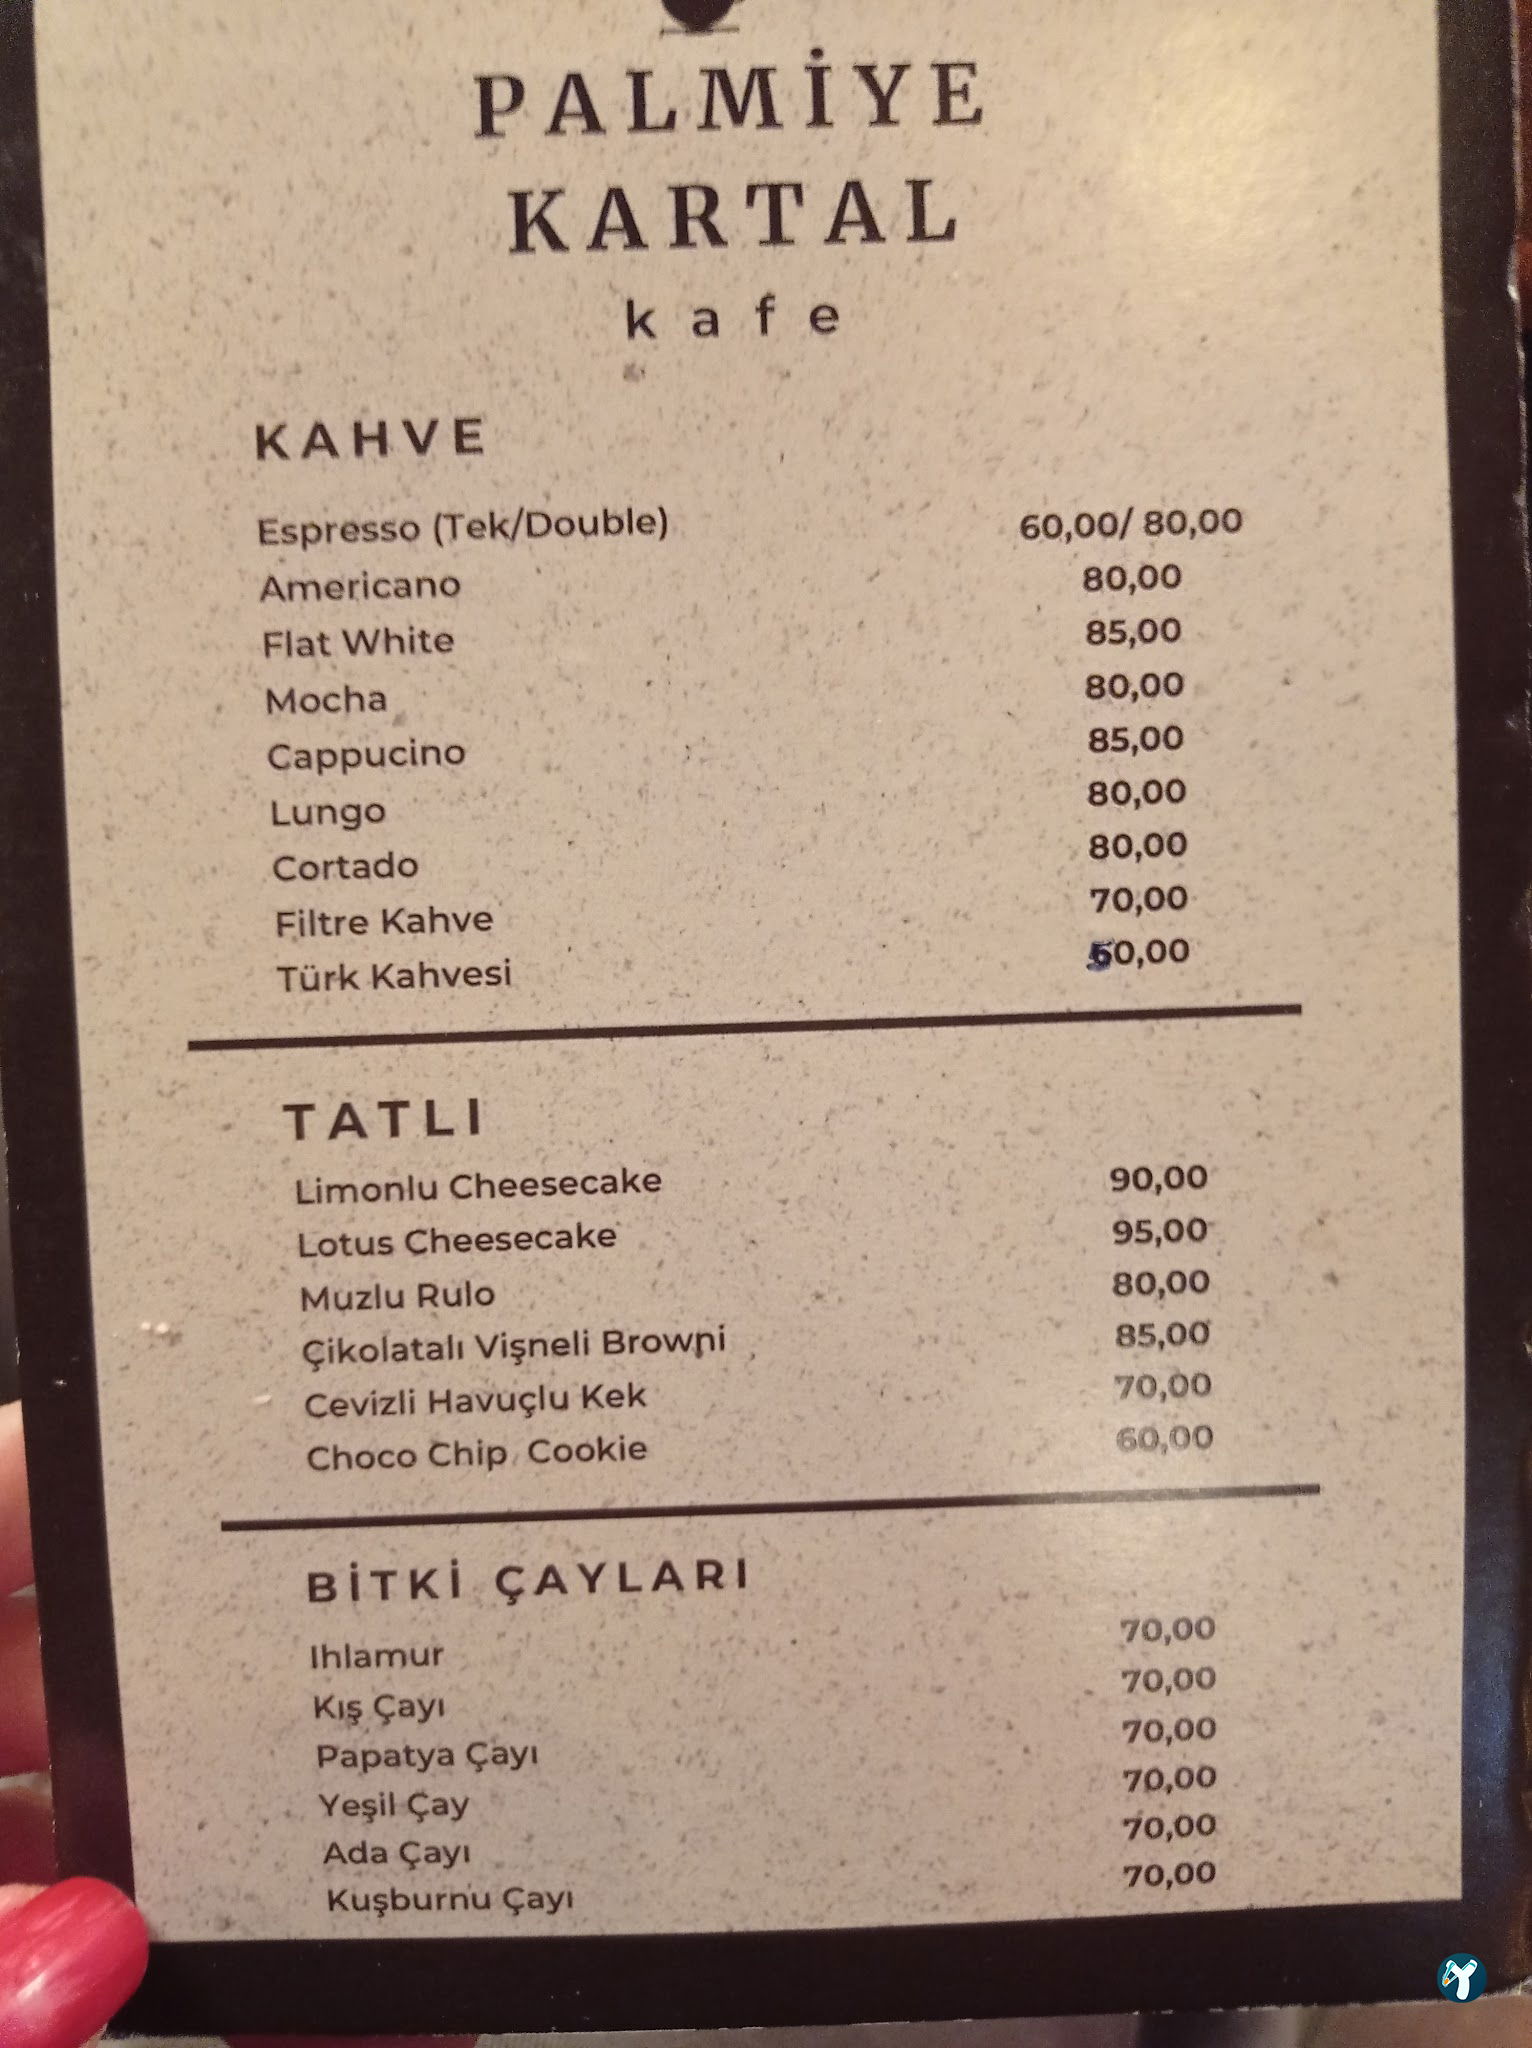 PALMİYE
KARTAL
kafe
KAHVE
Espresso (Tek/Double) 60,00/ 80,00
Americano 80,00
Flat White 85,00
Mocha 80,00
Cappucino 85,00
Lungo 80,00
Cortado 80,00
Filtre Kahve 70,00
Türk Kahvesi 50,00
TATLI
Limonlu Cheesecake 90,00
Lotus Cheesecake 95,00
Muzlu Rulo 80,00
Çikolatalı Vişneli Browni 85,00
Cevizli Havuçlu Kek 70,00
Choco Chip Cookie 60,00
BİTKİ ÇAYLARI
Ihlamur 70,00
Kış Çayı 70,00
Papatya Çayı 70,00
Yeşil Çay 70,00
Ada Çayı 70,00
Kuşburnu Çayı 70,00